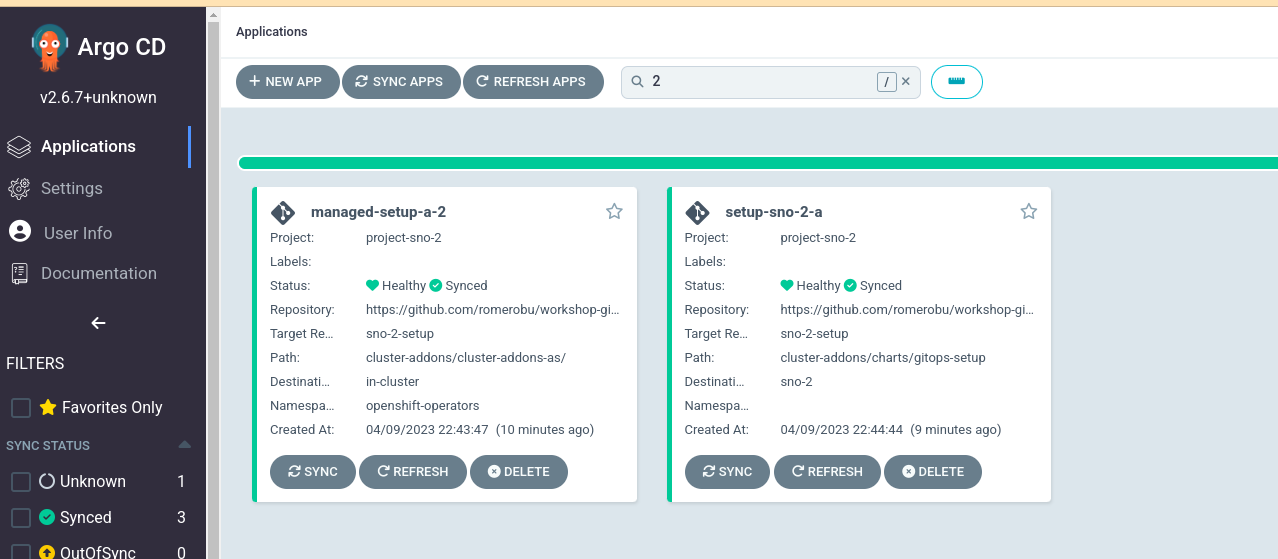 Argo CD
v2.6.7+unknown
Applications
Settings
User Info
Documentation
FILTERS
Favorites Only
SYNC STATUS
Unknown 1
Synced 3
OutOfSync 0
Applications
NEW APP SYNC APPS REFRESH APPS 2 /
managed-setup-a-2
Project: project-sno-2
Labels:
Status: Healthy Synced
Repository: https://github.com/romerobu/workshop-gi...
Target Re... sno-2-setup
Path: cluster-addons/cluster-addons-as/
Destinati... in-cluster
Namespa... openshift-operators
Created At: 04/09/2023 22:43:47 (10 minutes ago)
SYNC REFRESH DELETE
setup-sno-2-a
Project: project-sno-2
Labels:
Status: Healthy Synced
Repository: https://github.com/romerobu/workshop-gi...
Target Re... sno-2-setup
Path: cluster-addons/charts/gitops-setup
Destinati... sno-2
Namespa...
Created At: 04/09/2023 22:44:44 (9 minutes ago)
SYNC REFRESH DELETE